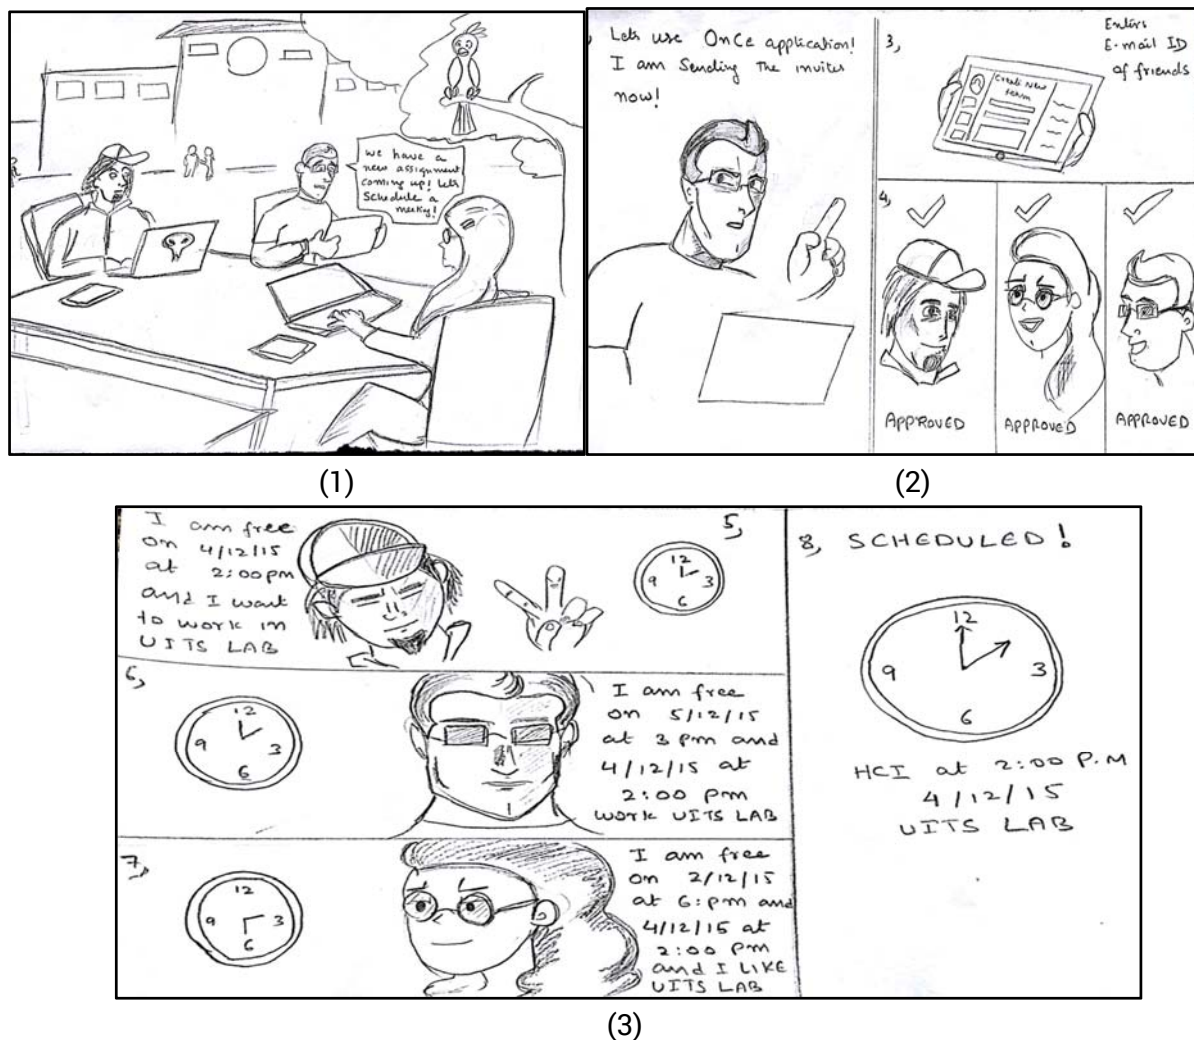 we have a
new assignment
coming up! lets
Schedule a
meeting!
(1)
Lets use OnCe application!
I am Sending The invites
now!
3,
Enters
E-mail ID
of friends
Create New
4,
APPROVED
APPROVED
APPROVED
(2)
5,
I am free
on 4/12/15
at 2:00pm
and I want
to work in
UITS LAB
12
9 3
6
6,
12
9 3
6
I am free
on 5/12/15
at 3 pm and
4/12/15 at
2:00 pm
work UITS LAB
7,
12
9 3
6
I am free
on 2/12/15
at 6:pm and
4/12/15 at
2:00 pm
and I LIKE
UITS LAB
8, SCHEDULED!
12
9 3
6
HCI at 2:00 P.M
4/12/15
UITS LAB
(3)